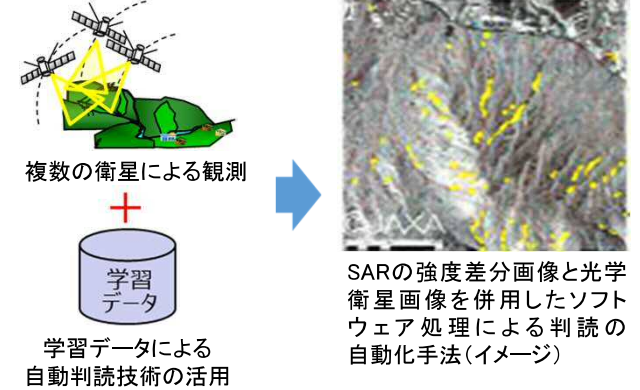 複数の衛星による観測
+
学習
データ
学習データによる
自動判読技術の活用
JAXA
SARの強度差分画像と光学
衛星画像を併用したソフト
ウェア処理による判読の
自動化手法(イメージ)